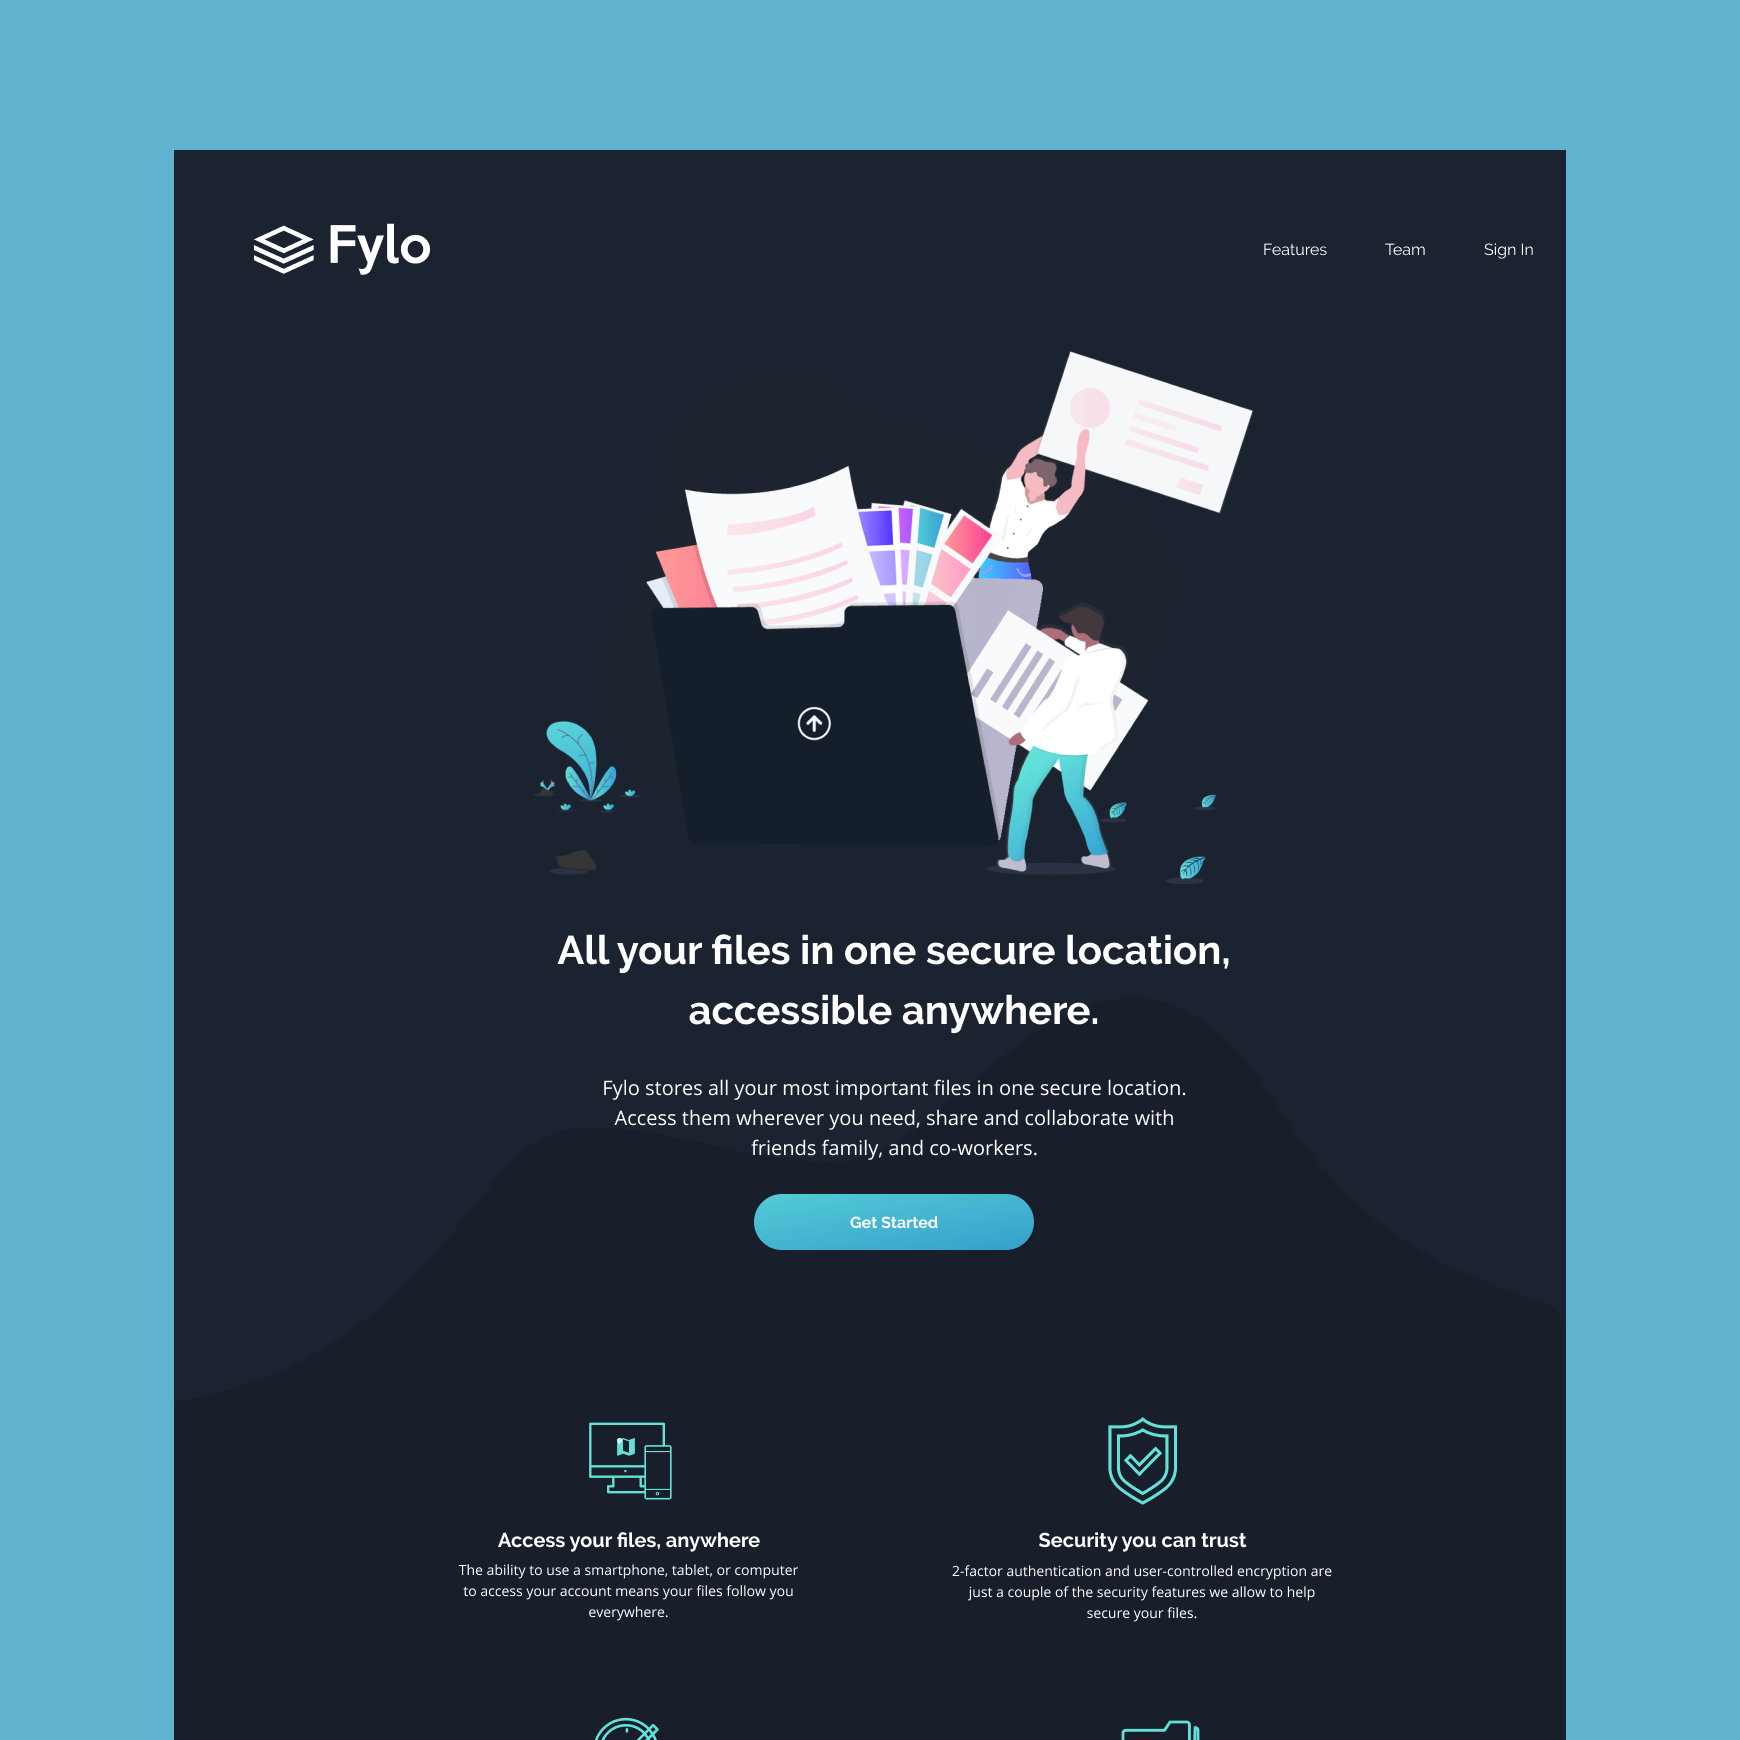 Fylo
Features
Team
Sign In
All your files in one secure location,
accessible anywhere.
Fylo stores all your most important files in one secure location.
Access them wherever you need, share and collaborate with
friends family, and co-workers.
Get Started
Access your files, anywhere
The ability to use a smartphone, tablet, or computer
to access your account means your files follow you
everywhere.
Security you can trust
2-factor authentication and user-controlled encryption are
just a couple of the security features we allow to help
secure your files.